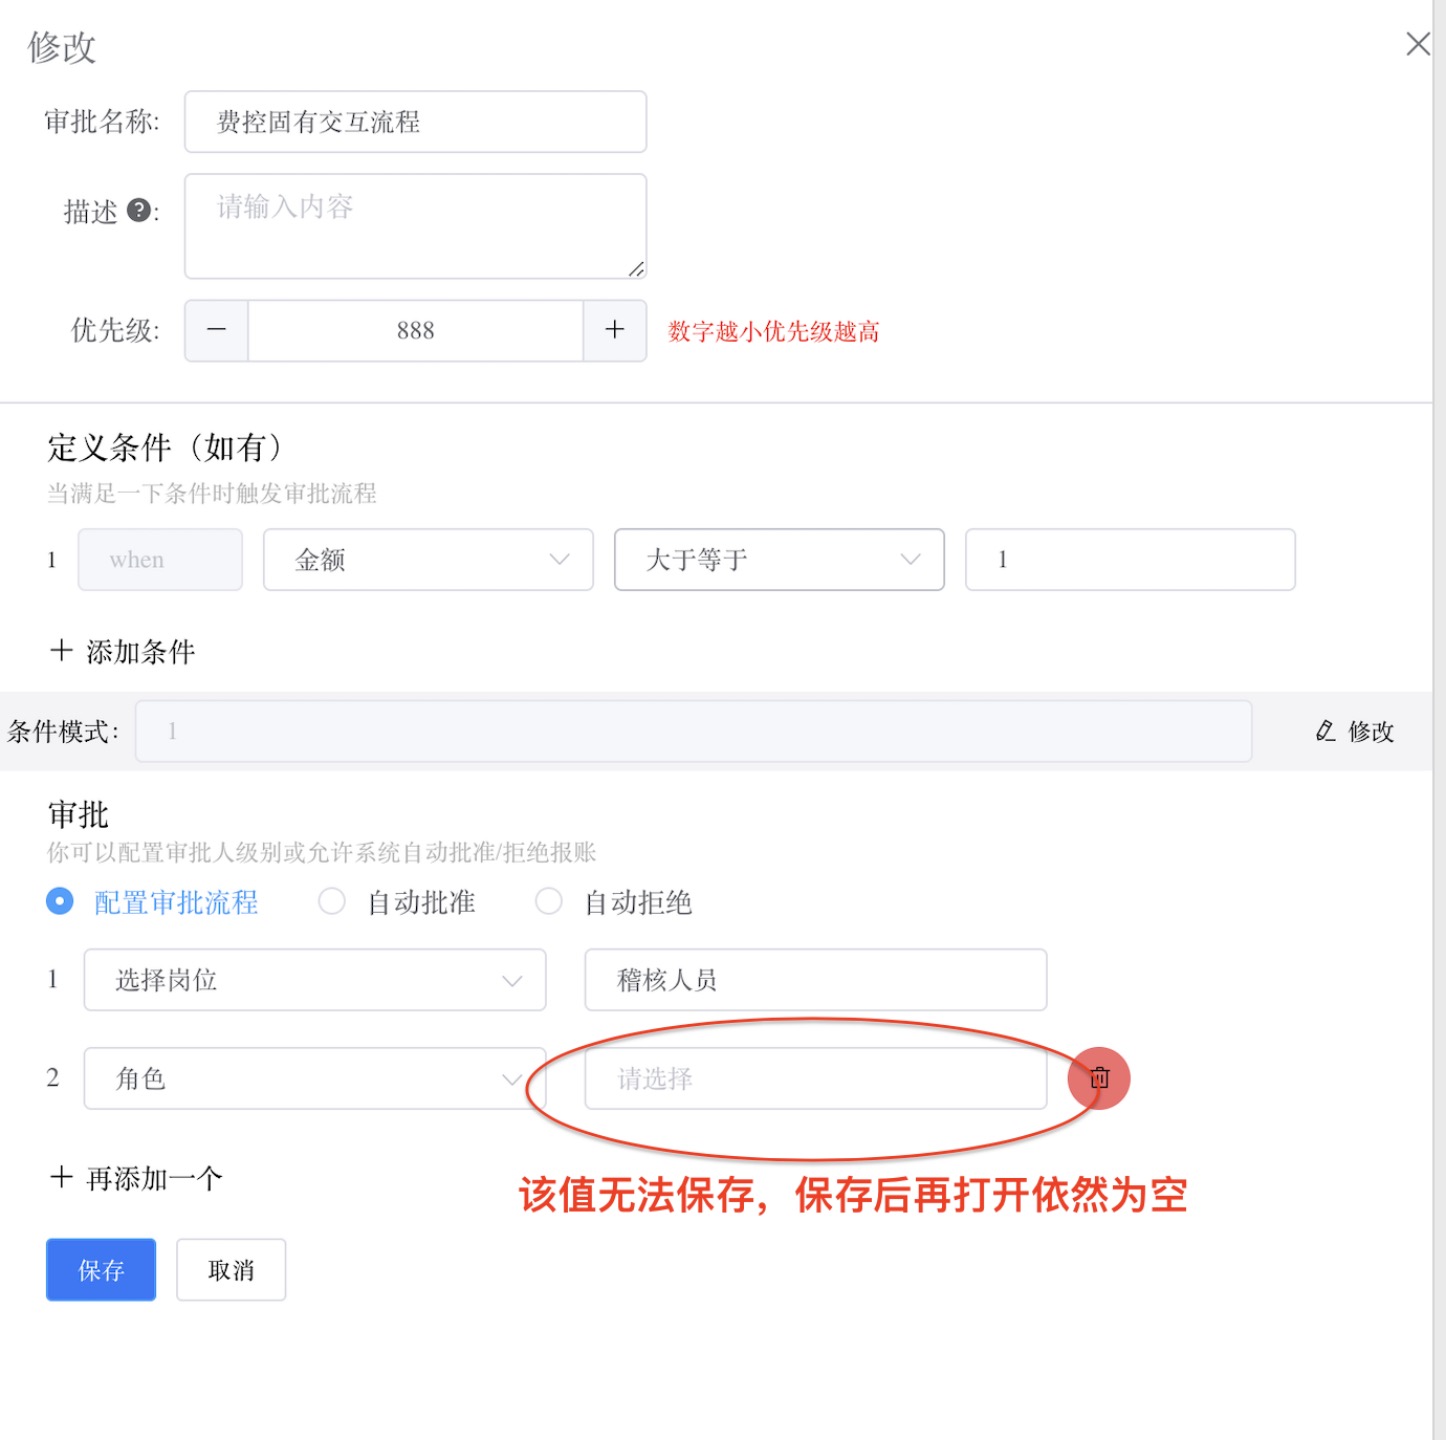 修改
审批名称: 费控固有交互流程
描述 ?: 请输入内容
优先级: 888 数字越小优先级越高
定义条件（如有）
当满足一下条件时触发审批流程
1 when 金额 大于等于 1
+ 添加条件
条件模式: 1 修改
审批
你可以配置审批人级别或允许系统自动批准/拒绝报账
配置审批流程 自动批准 自动拒绝
1 选择岗位 稽核人员
2 角色 请选择
+ 再添加一个
该值无法保存，保存后再打开依然为空
保存 取消